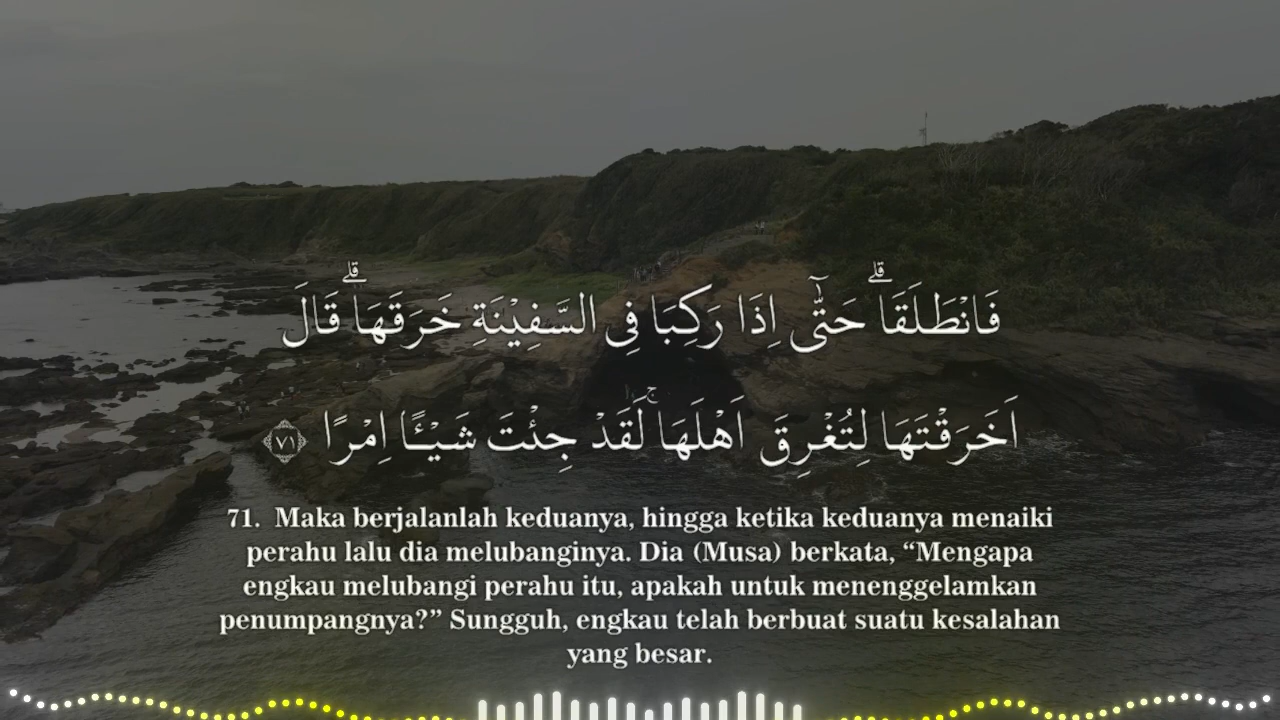 فَانْطَلَقَاۗ حَتّٰٓى اِذَا رَكِبَا فِى السَّفِيْنَةِ خَرَقَهَاۗ قَالَ
اَخَرَقْتَهَا لِتُغْرِقَ اَهْلَهَاۚ لَقَدْ جِئْتَ شَيْـًٔا اِمْرًا ٧١
71. Maka berjalanlah keduanya, hingga ketika keduanya menaiki
perahu lalu dia melubanginya. Dia (Musa) berkata, “Mengapa
engkau melubangi perahu itu, apakah untuk menenggelamkan
penumpangnya?” Sungguh, engkau telah berbuat suatu kesalahan
yang besar.